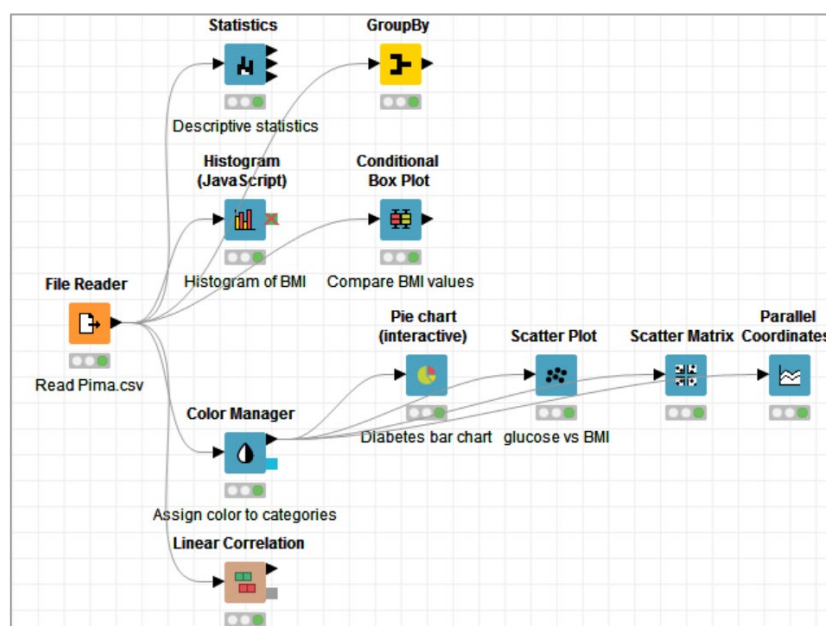 Statistics
GroupBy
Descriptive statistics
Histogram
(JavaScript)
Conditional
Box Plot
Histogram of BMI
Compare BMI values
File Reader
Read Pima.csv
Pie chart
(interactive)
Scatter Plot
Scatter Matrix
Parallel
Coordinates
Color Manager
Diabetes bar chart
glucose vs BMI
Assign color to categories
Linear Correlation